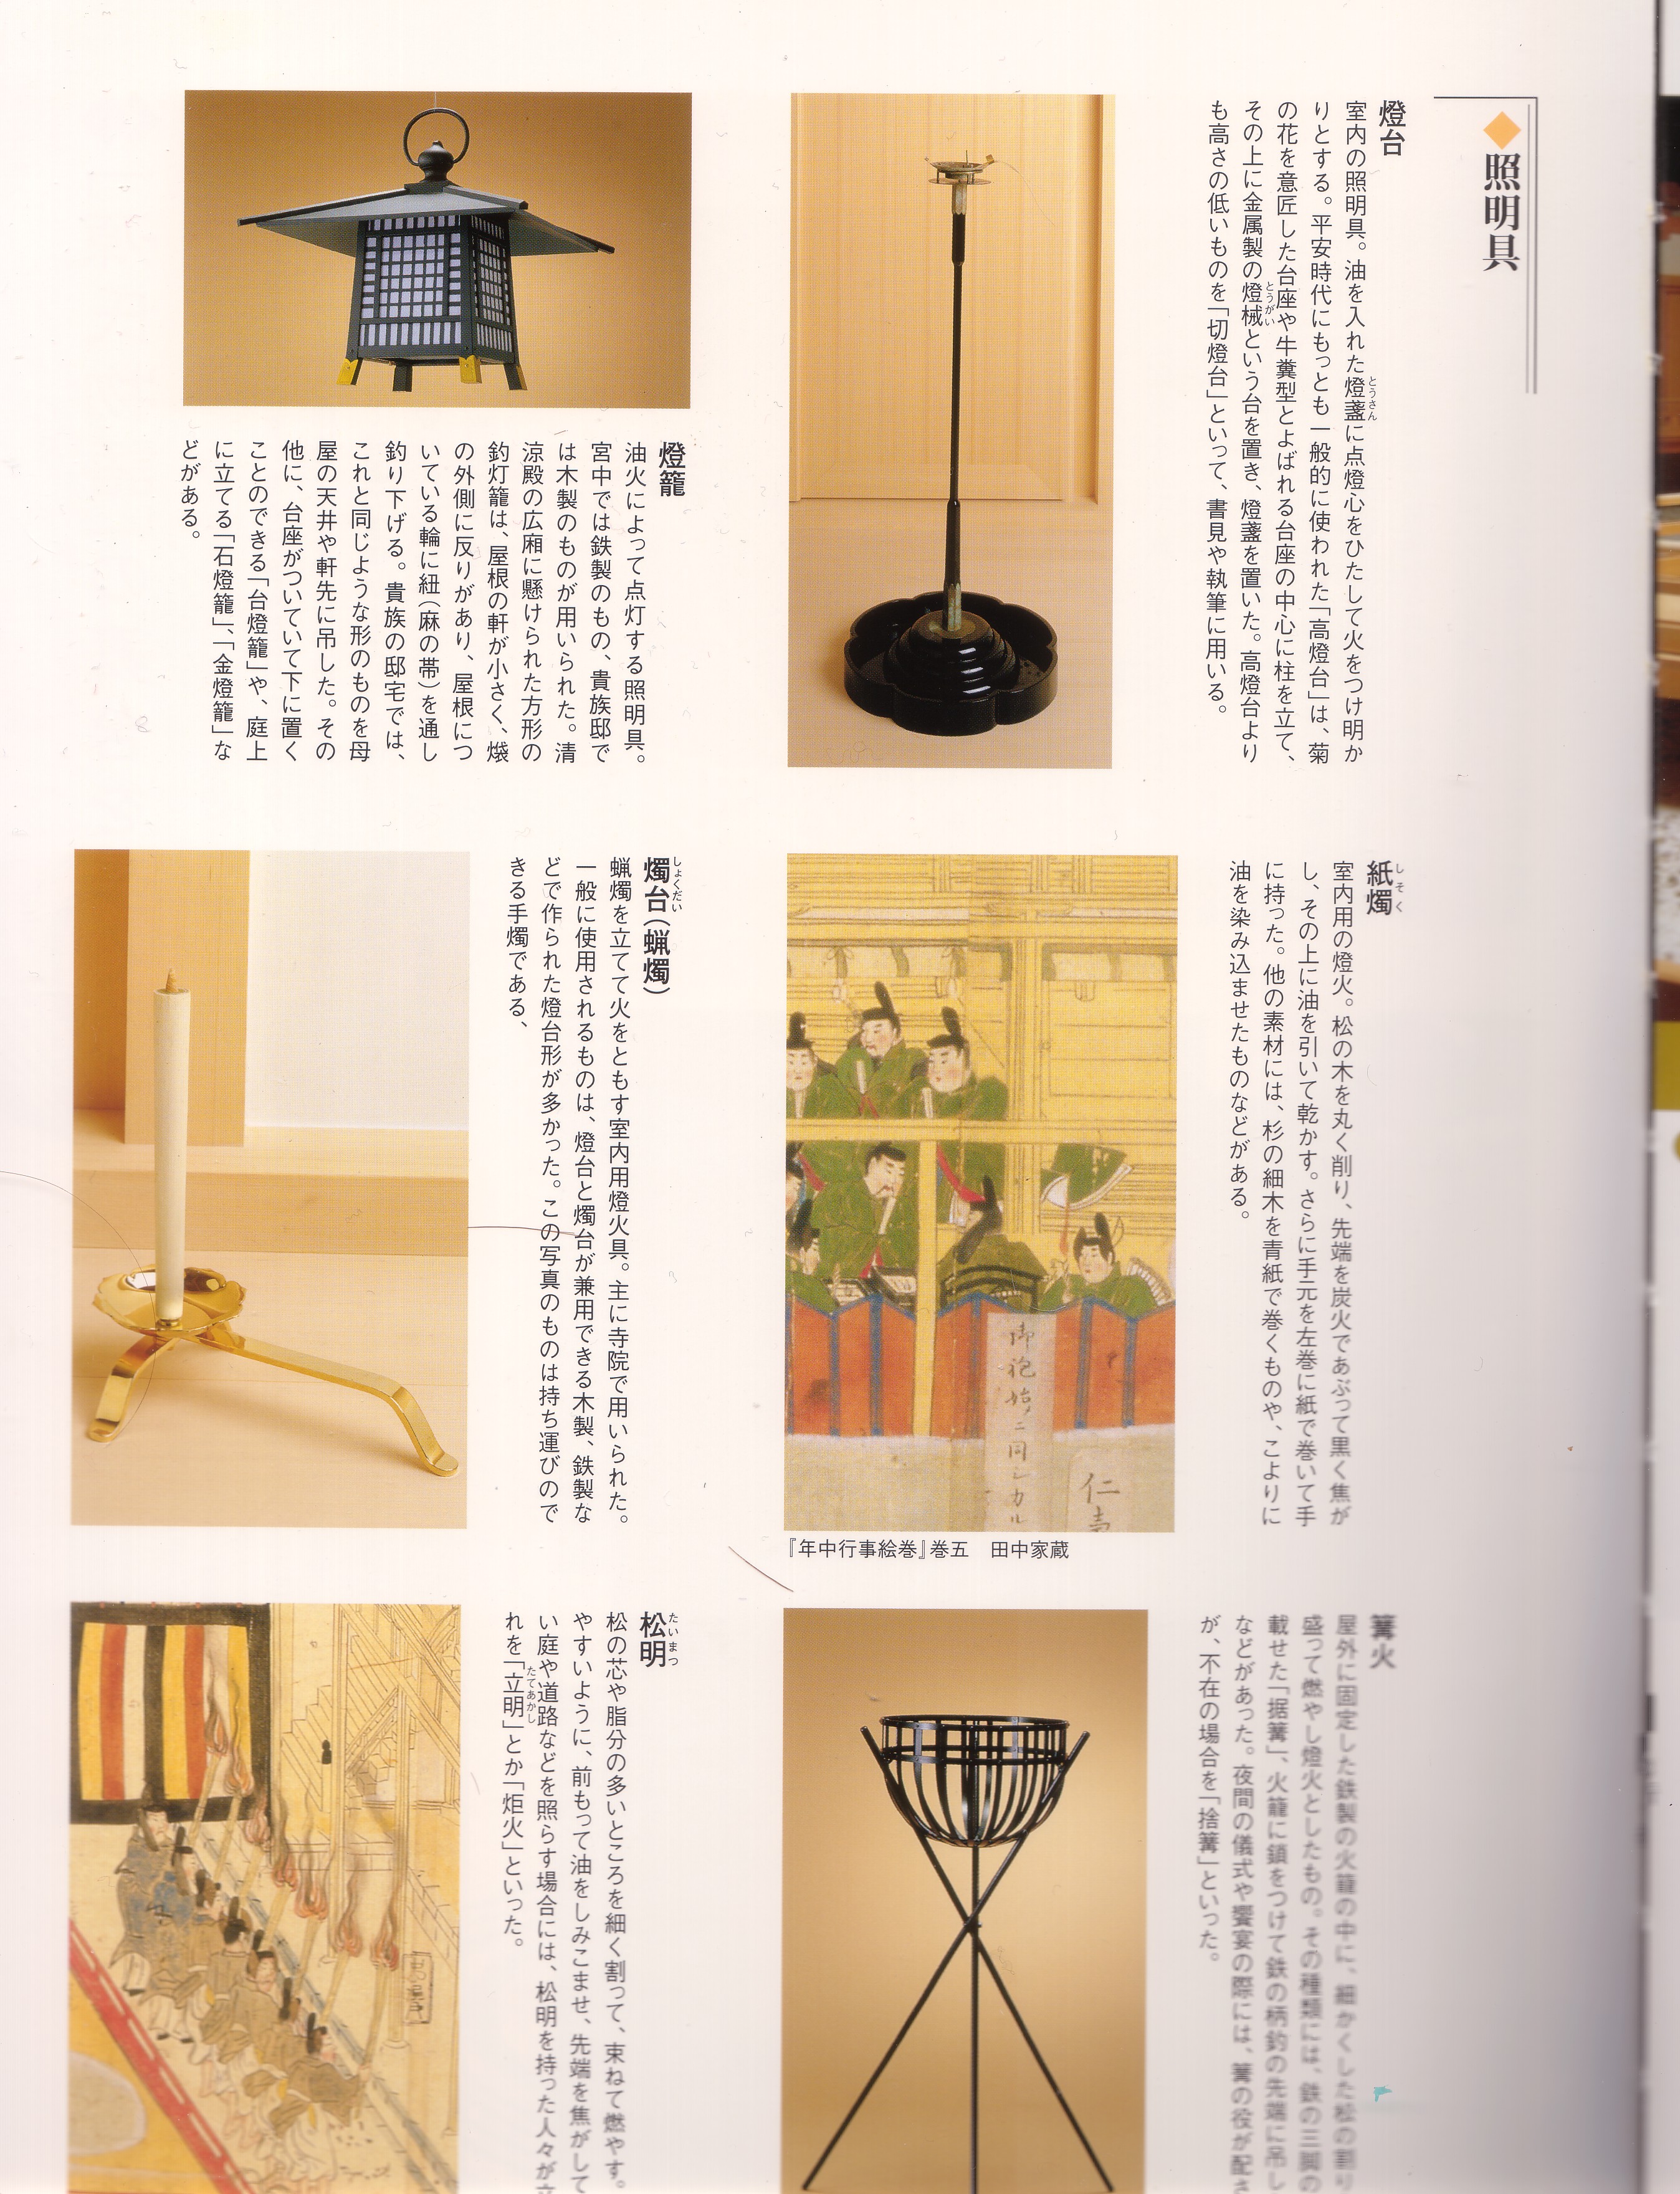 照明具
燈台
室内の照明具。油を入れた燈盞に点燈心をひたして火をつけ明か
とうさん
りとする。平安時代にもっとも一般的に使われた「高燈台」は、菊
の花を意匠した台座や牛糞型とよばれる台座の中心に柱を立て、
その上に金属製の燈械という台を置き、燈盞を置いた。高燈台より
とうがい
も高さの低いものを「切燈台」といって、書見や執筆に用いる。
燈籠
油火によって点灯する照明具。
宮中では鉄製のもの、貴族邸で
は木製のものが用いられた。清
涼殿の広廂に懸けられた方形の
釣灯籠は、屋根の軒が小さく、燬
の外側に反りがあり、屋根につ
いている輪に紐(麻の帯)を通し
釣り下げる。貴族の邸宅では、
これと同じような形のものを母
屋の天井や軒先に吊した。その
他に、台座がついていて下に置く
ことのできる「台燈籠」や、庭上
に立てる「石燈籠」、「金燈籠」な
どがある。
紙燭
しそく
室内用の燈火。松の木を丸く削り、先端を炭火であぶって黒く焦が
し、その上に油を引いて乾かす。さらに手元を左巻に紙で巻いて手
に持った。他の素材には、杉の細木を青紙で巻くものや、こよりに
油を染み込ませたものなどがある。
『年中行事絵巻』巻五　田中家蔵
燭台(蝋燭)
しょくだい
蝋燭を立てて火をともす室内用燈火具。主に寺院で用いられた。
一般に使用されるものは、燈台と燭台が兼用できる木製、鉄製な
どで作られた燈台形が多かった。この写真のものは持ち運びので
きる手燭である、
篝火
屋外に固定した鉄製の火籠の中に、細かくした松の割り
盛って燃やし燈火としたもの。その種類には、鉄の三脚の
載せた「据篝」、火籠に鎖をつけて鉄の柄釣の先端に吊し
などがあった。夜間の儀式や饗宴の際には、篝の役が配さ
が、不在の場合を「捨篝」といった。
松明
たいまつ
松の芯や脂分の多いところを細く割って、束ねて燃やす。
やすいように、前もって油をしみこませ、先端を焦がして
い庭や道路などを照らす場合には、松明を持った人々が立
れを「立明」とか「炬火」といった。
たてあかし